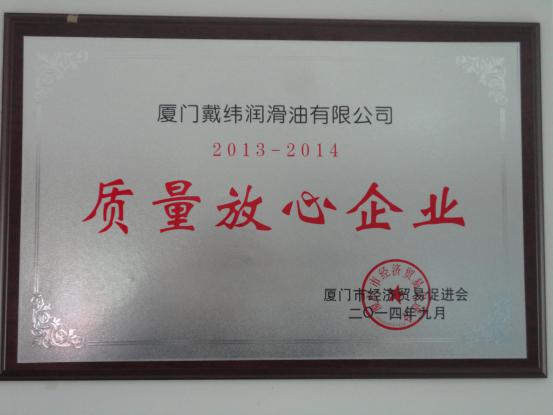 厦门戴纬润滑油有限公司
2013-2014
质量放心企业
厦门市经济贸易促进会
二〇一四年九月